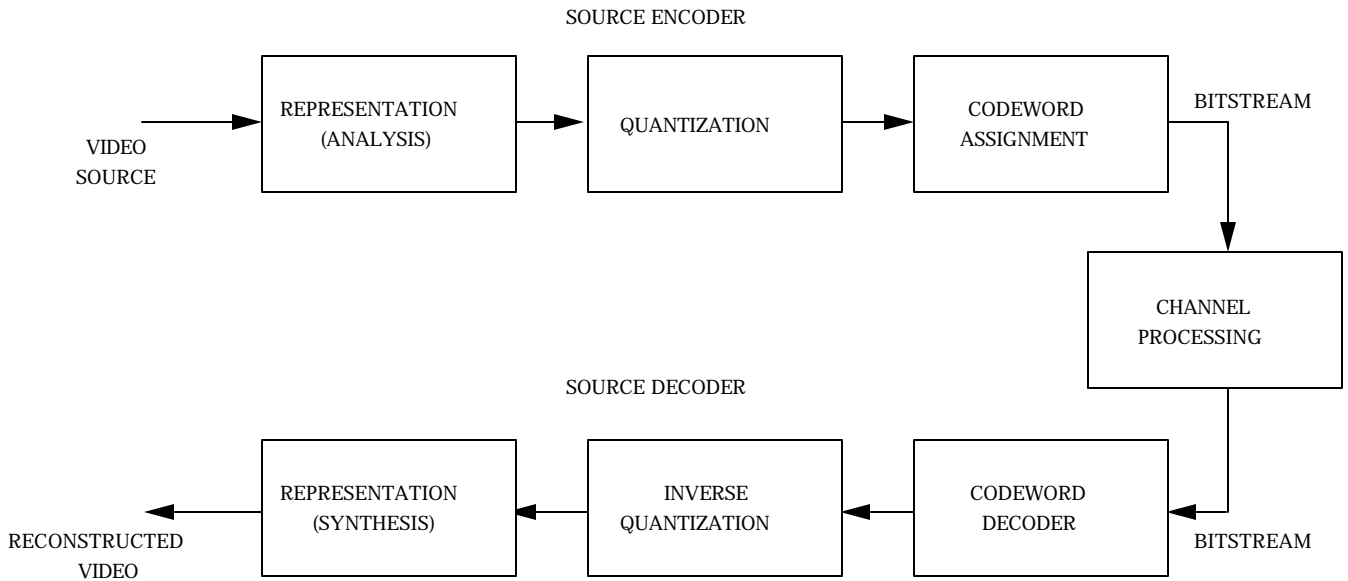 SOURCE ENCODER
REPRESENTATION
(ANALYSIS)
QUANTIZATION
CODEWORD
ASSIGNMENT
BITSTREAM
VIDEO
SOURCE
CHANNEL
PROCESSING
SOURCE DECODER
REPRESENTATION
(SYNTHESIS)
INVERSE
QUANTIZATION
CODEWORD
DECODER
RECONSTRUCTED
VIDEO
BITSTREAM